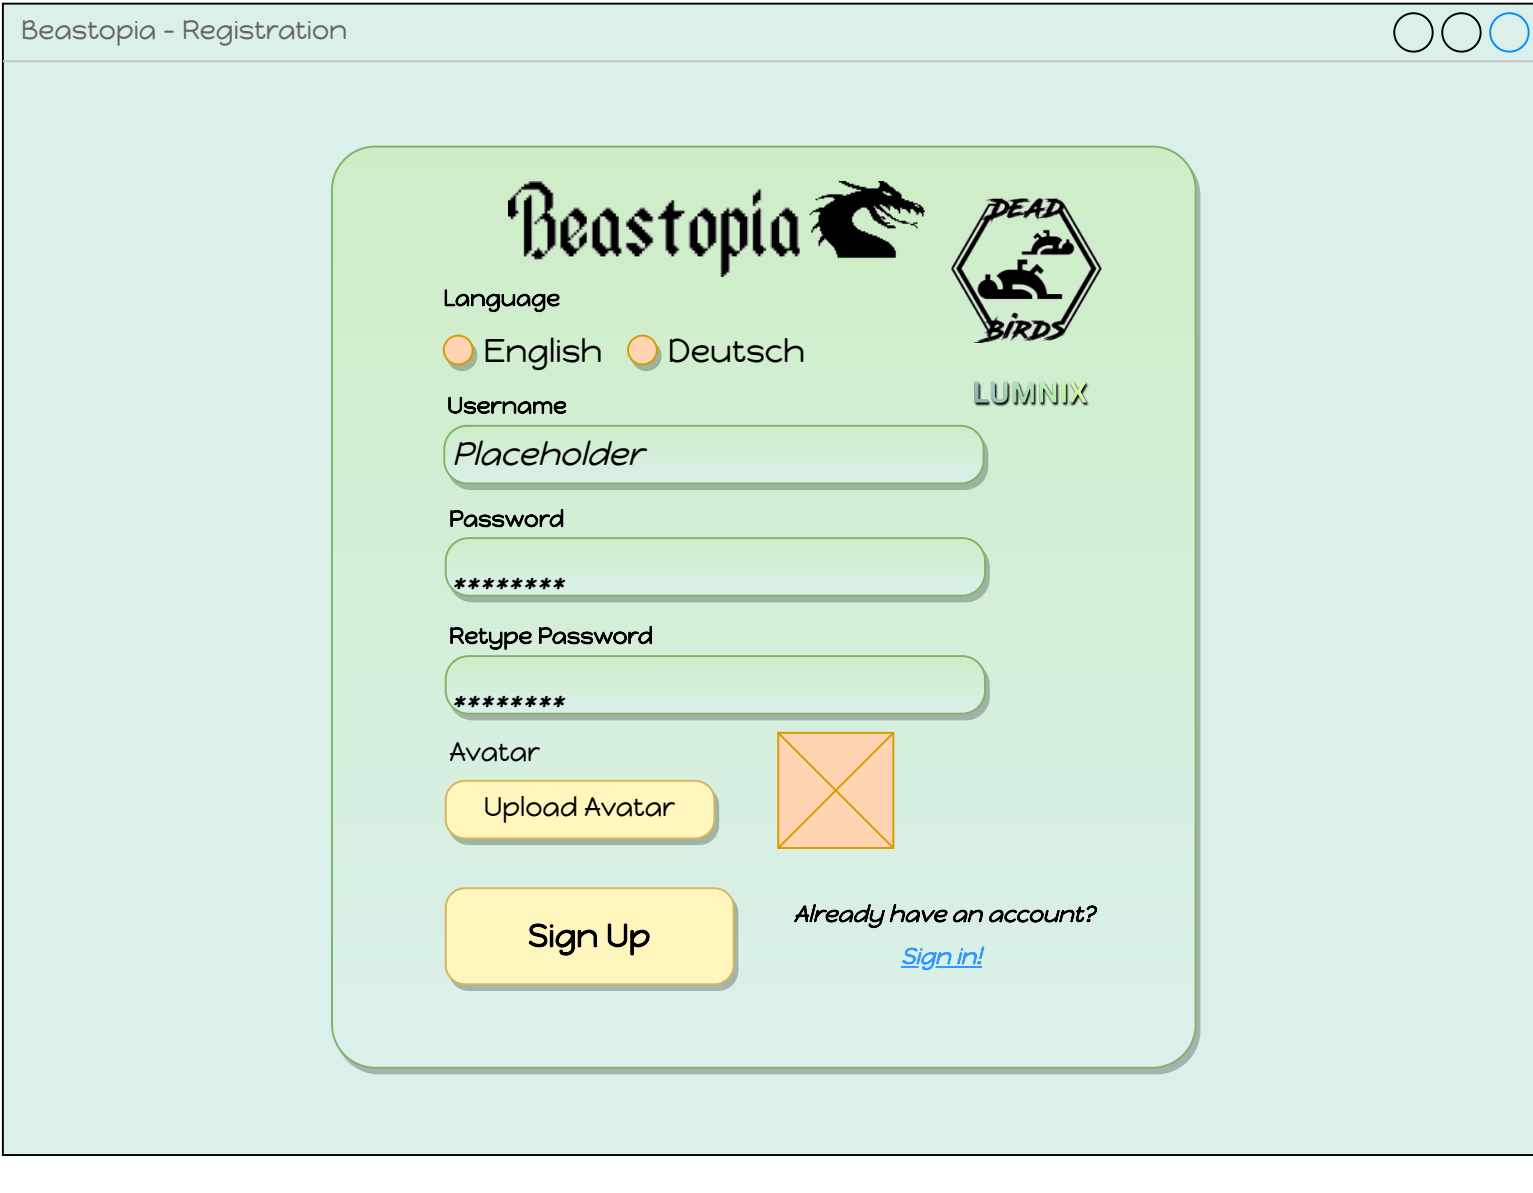 Beastopia - Registration
Beastopia
DEAD
BIRDS
LUMNIX
Language
English Deutsch
Username
Placeholder
Password
********
Retype Password
********
Avatar
Upload Avatar
Sign Up
Already have an account?
Sign in!